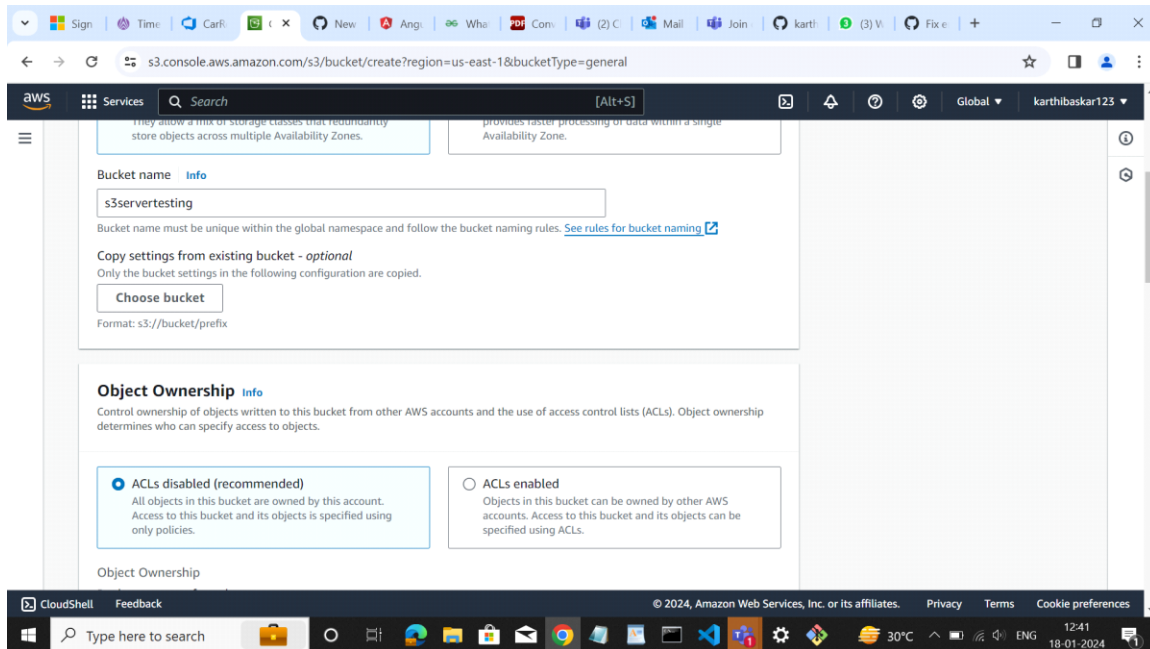 Sign
Time
CarR
New
Ang
Wha
PDF Conv
(2) C
Mail
Join
karth
(3) W
Fix e
s3.console.aws.amazon.com/s3/bucket/create?region=us-east-1&bucketType=general
aws
Services
Search
[Alt+S]
Global
karthibaskar123
They allow a mix of storage classes that redundantly
store objects across multiple Availability Zones.
provides faster processing of data within a single
Availability Zone.
Bucket name Info
s3servertesting
Bucket name must be unique within the global namespace and follow the bucket naming rules. See rules for bucket naming
Copy settings from existing bucket - optional
Only the bucket settings in the following configuration are copied.
Choose bucket
Format: s3://bucket/prefix
Object Ownership Info
Control ownership of objects written to this bucket from other AWS accounts and the use of access control lists (ACLs). Object ownership
determines who can specify access to objects.
ACLs disabled (recommended)
All objects in this bucket are owned by this account.
Access to this bucket and its objects is specified using
only policies.
ACLs enabled
Objects in this bucket can be owned by other AWS
accounts. Access to this bucket and its objects can be
specified using ACLs.
Object Ownership
CloudShell
Feedback
© 2024, Amazon Web Services, Inc. or its affiliates.
Privacy
Terms
Cookie preferences
Type here to search
30°C
ENG
12:41
18-01-2024